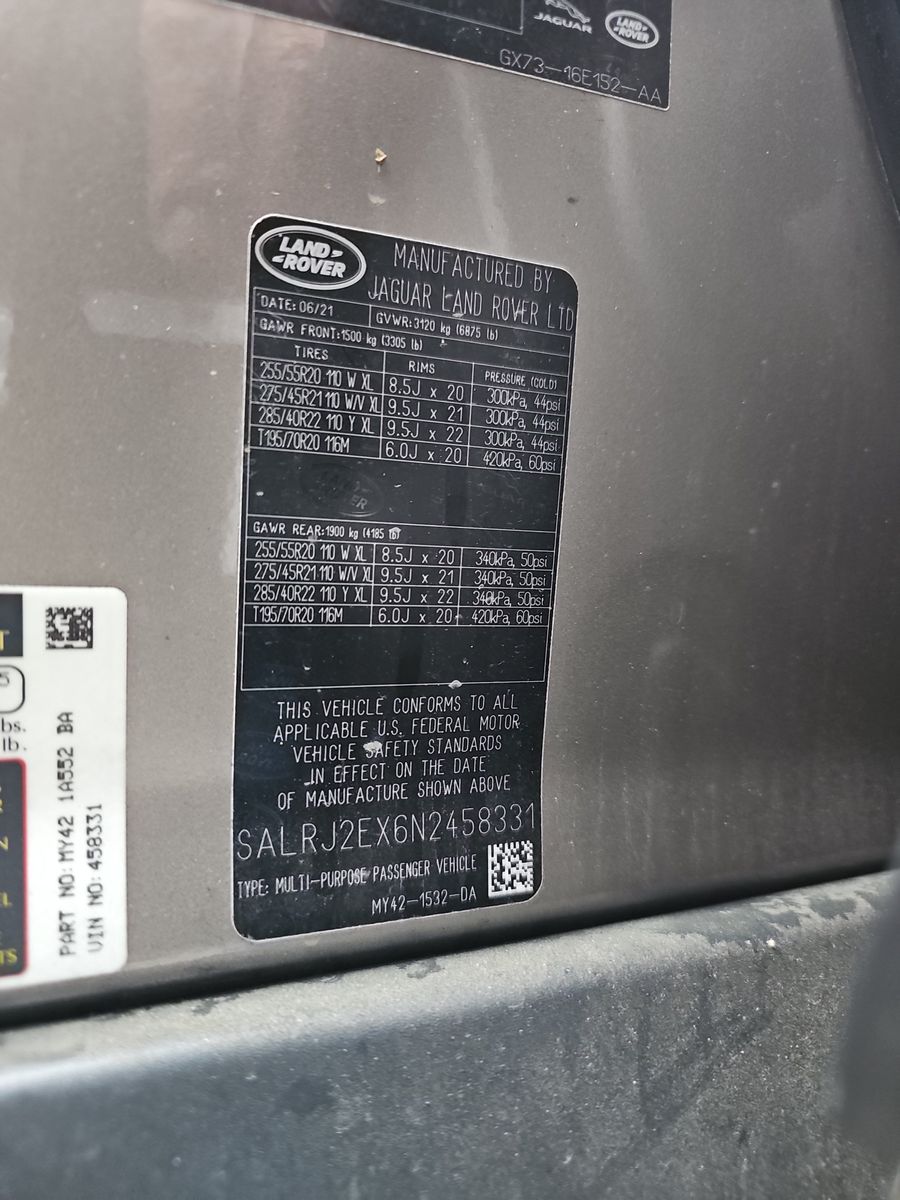 JAGUAR
LAND ROVER
GX73-16E152-AA
LAND ROVER
MANUFACTURED BY
JAGUAR LAND ROVER LTD
DATE: 06/21 GVWR:3120 kg (6875 lb)
GAWR FRONT:1500 kg (3305 lb)
TIRES RIMS PRESSURE (COLD)
255/55R20 110 W XL 8.5J x 20 300kPa, 44psi
275/45R21 110 W/V XL 9.5J x 21 300kPa, 44psi
285/40R22 110 Y XL 9.5J x 22 300kPa, 44psi
T195/70R20 116M 6.0J x 20 420kPa, 60psi
GAWR REAR:1900 kg (4185 lb)
255/55R20 110 W XL 8.5J x 20 340kPa, 50psi
275/45R21 110 W/V XL 9.5J x 21 340kPa, 50psi
285/40R22 110 Y XL 9.5J x 22 340kPa, 50psi
T195/70R20 116M 6.0J x 20 420kPa, 60psi
THIS VEHICLE CONFORMS TO ALL
APPLICABLE U.S. FEDERAL MOTOR
VEHICLE SAFETY STANDARDS
IN EFFECT ON THE DATE
OF MANUFACTURE SHOWN ABOVE
SALRJ2EX6N2458331
TYPE: MULTI-PURPOSE PASSENGER VEHICLE
MY42-1532-DA
PART NO:MY42 1A552 BA
VIN NO:458331
lb.